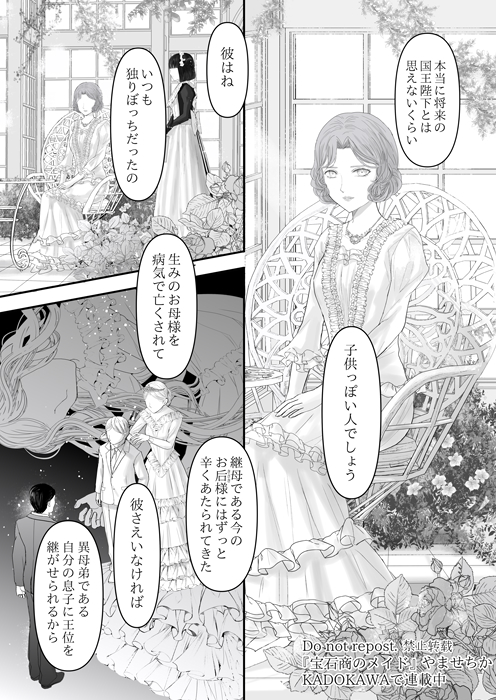 本当に将来の
国王陛下とは
思えないくらい
子供っぽい人でしょう
彼はね
いつも
独りぼっちだったの
生みのお母様を
病気で亡くされて
継母である今の
お后様にはずっと
辛くあたられてきた
彼さえいなければ
異母弟である
自分の息子に王位を
継がせられるから
Do not repost. 禁止转载
『宝石商のメイド』やませちか
KADOKAWAで連載中